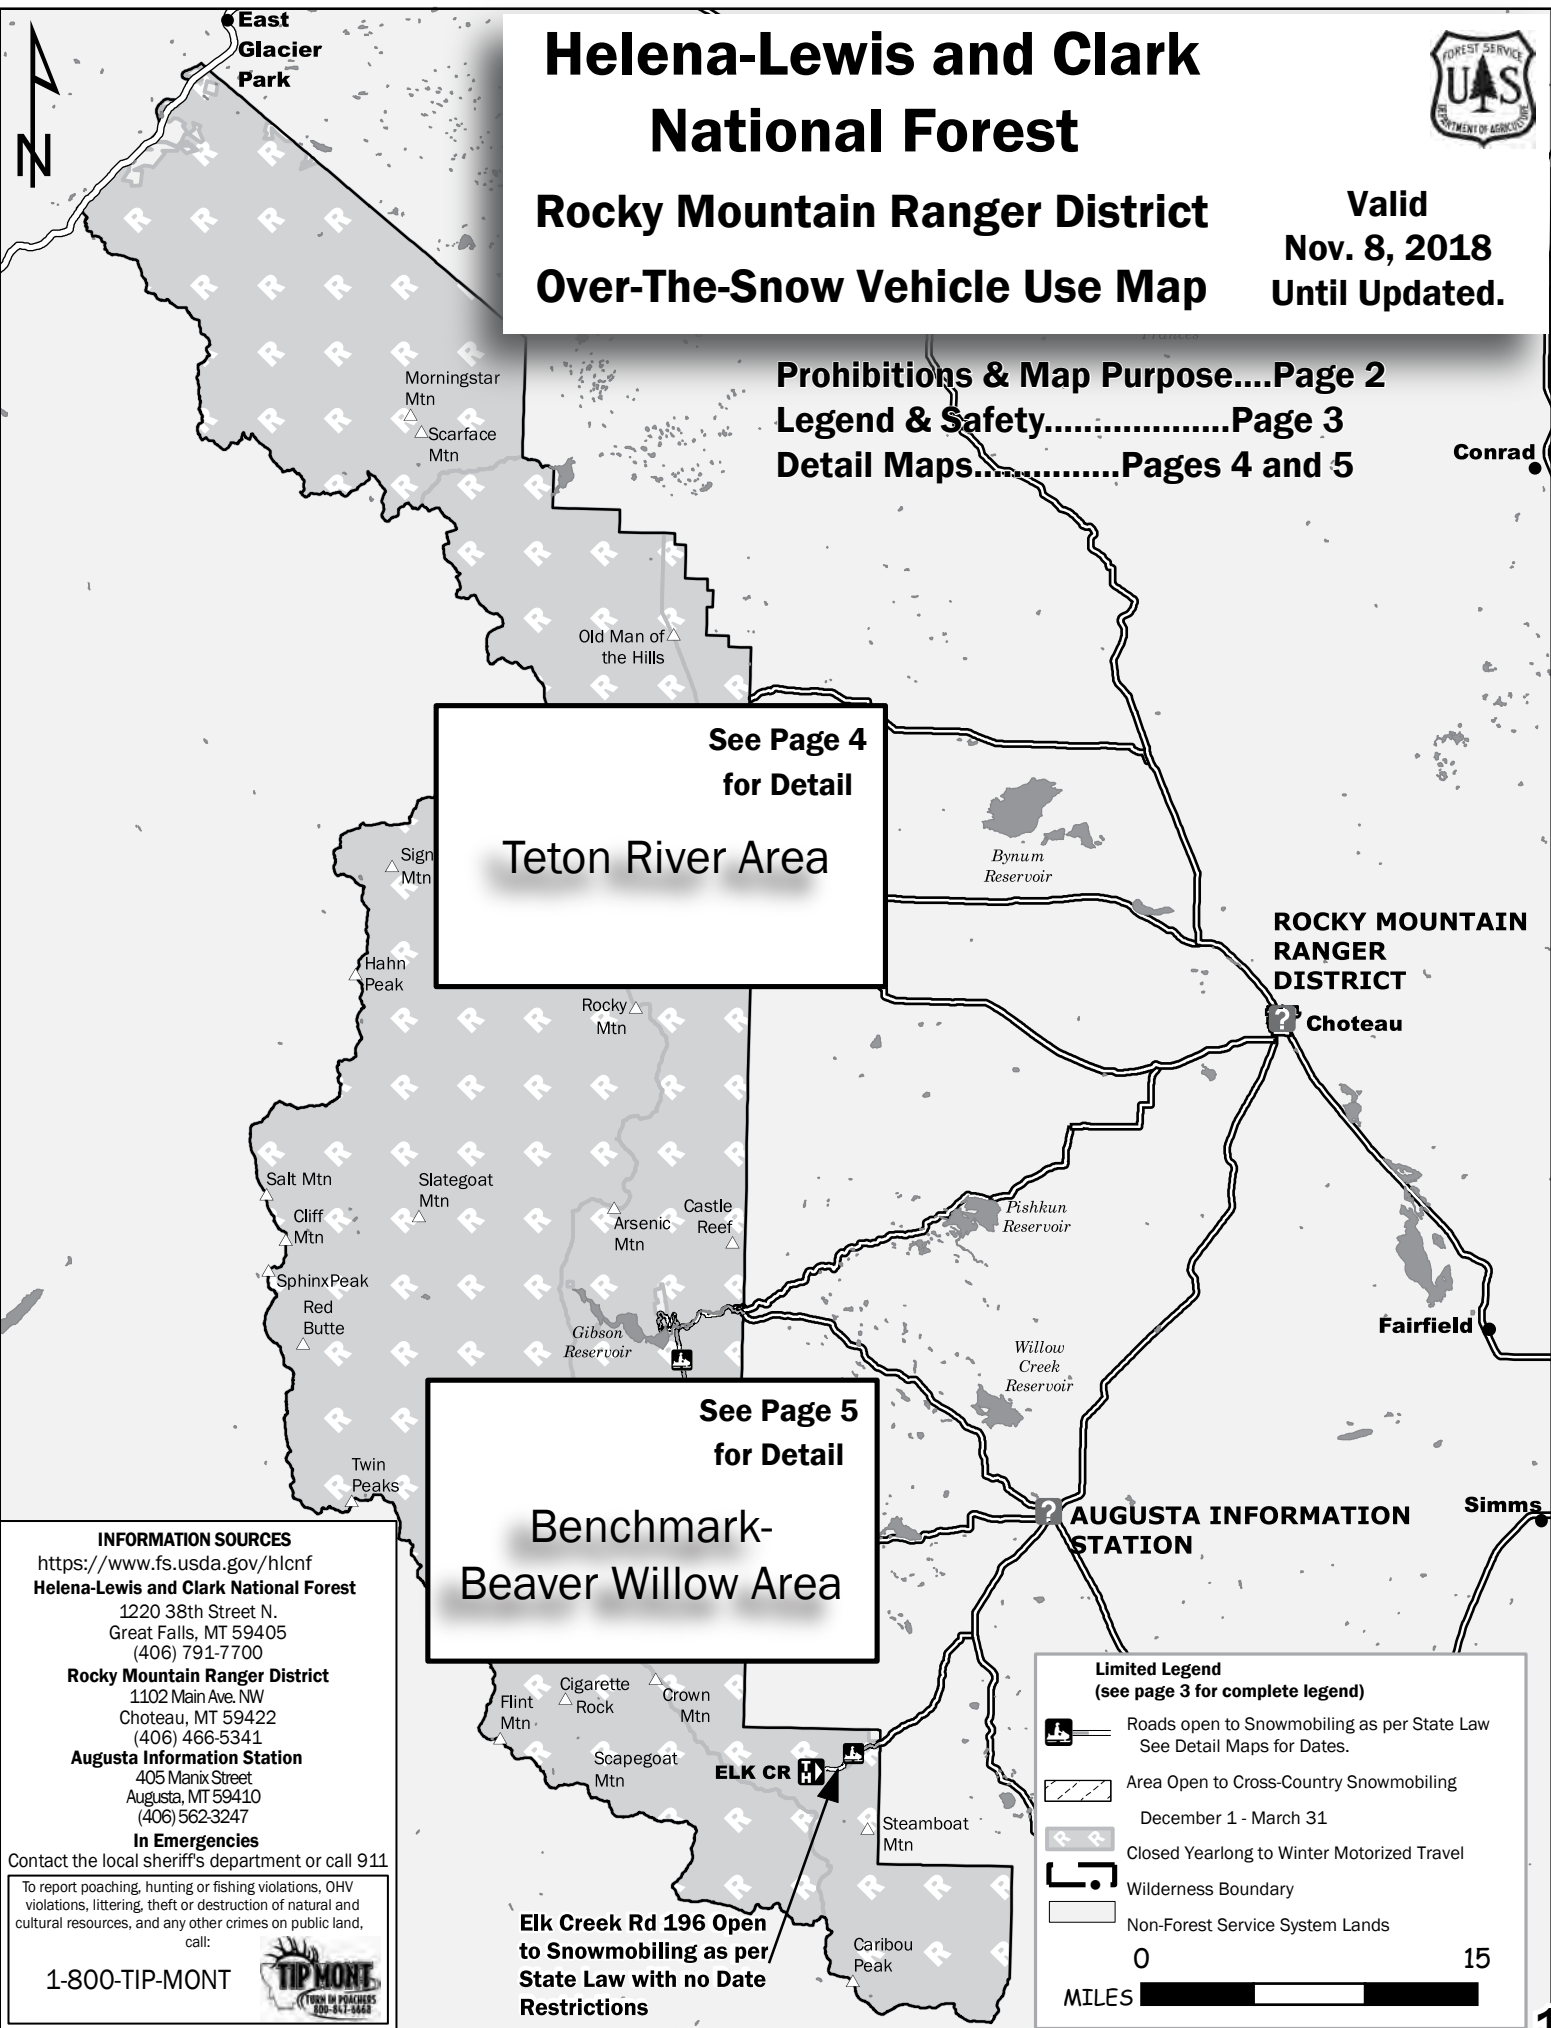 East
Glacier
Park
N
Helena-Lewis and Clark
National Forest
Rocky Mountain Ranger District
Over-The-Snow Vehicle Use Map
FOREST SERVICE
US
DEPARTMENT OF AGRICULTURE
Valid
Nov. 8, 2018
Until Updated.
Frances
Prohibitions & Map Purpose....Page 2
Legend & Safety...................Page 3
Detail Maps...............Pages 4 and 5
Conrad
Morningstar
Mtn
Scarface
Mtn
Old Man of
the Hills
See Page 4
for Detail
Teton River Area
Bynum
Reservoir
Sign
Mtn
Hahn
Peak
Rocky
Mtn
ROCKY MOUNTAIN
RANGER
DISTRICT
?
Choteau
Salt Mtn
Cliff
Mtn
SphinxPeak
Red
Butte
Slategoat
Mtn
Arsenic
Mtn
Castle
Reef
Pishkun
Reservoir
Gibson
Reservoir
Willow
Creek
Reservoir
Fairfield
See Page 5
for Detail
Benchmark-
Beaver Willow Area
Twin
Peaks
?
AUGUSTA INFORMATION
STATION
Simms
INFORMATION SOURCES
https://www.fs.usda.gov/hlcnf
Helena-Lewis and Clark National Forest
1220 38th Street N.
Great Falls, MT 59405
(406) 791-7700
Rocky Mountain Ranger District
1102 Main Ave. NW
Choteau, MT 59422
(406) 466-5341
Augusta Information Station
405 Manix Street
Augusta, MT 59410
(406) 562-3247
In Emergencies
Contact the local sheriff's department or call 911
To report poaching, hunting or fishing violations, OHV
violations, littering, theft or destruction of natural and
cultural resources, and any other crimes on public land,
call:
1-800-TIP-MONT
TIP MONT
TURN IN POACHERS
800-847-6668
Flint
Mtn
Cigarette
Rock
Crown
Mtn
Scapegoat
Mtn
ELK CR
TH
Steamboat
Mtn
Caribou
Peak
Elk Creek Rd 196 Open
to Snowmobiling as per
State Law with no Date
Restrictions
Limited Legend
(see page 3 for complete legend)
Roads open to Snowmobiling as per State Law
See Detail Maps for Dates.
Area Open to Cross-Country Snowmobiling
December 1 - March 31
R R
Closed Yearlong to Winter Motorized Travel
Wilderness Boundary
Non-Forest Service System Lands
0 15
MILES
1